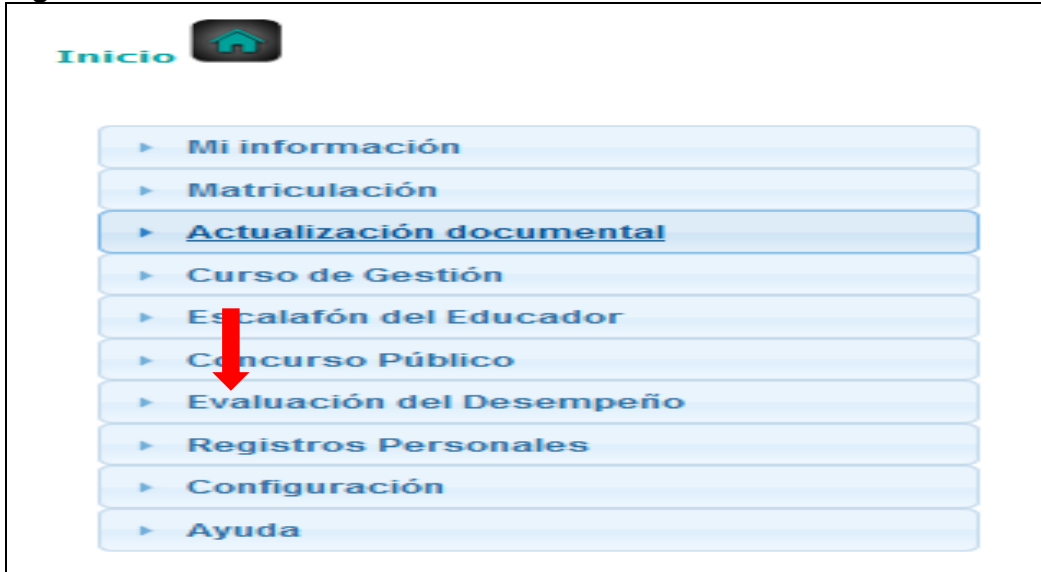 Inicio
Mi información
Matriculación
Actualización documental
Curso de Gestión
Escalafón del Educador
Concurso Público
Evaluación del Desempeño
Registros Personales
Configuración
Ayuda